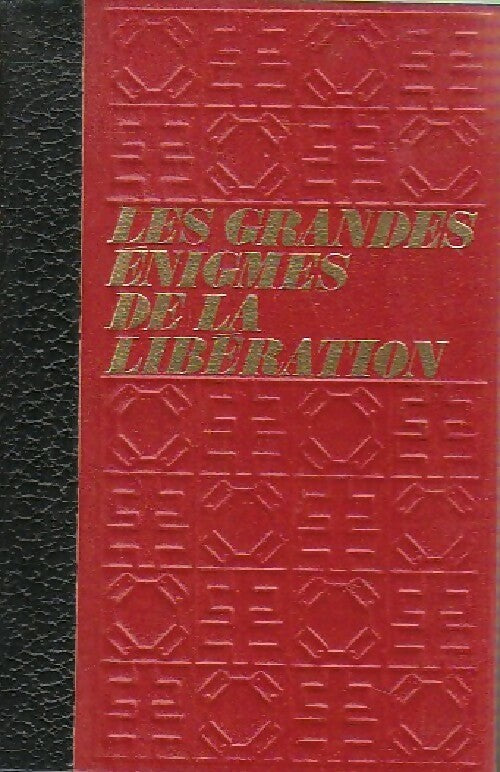 LES GRANDES
ÉNIGMES
DE LA
LIBÉRATION